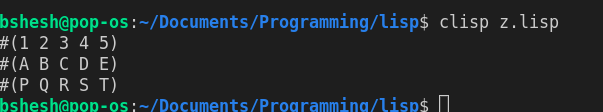 bshesh@pop-os:~/Documents/Programming/lisp$ clisp z.lisp
#(1 2 3 4 5)
#(A B C D E)
#(P Q R S T)
bshesh@pop-os:~/Documents/Programming/lisp$